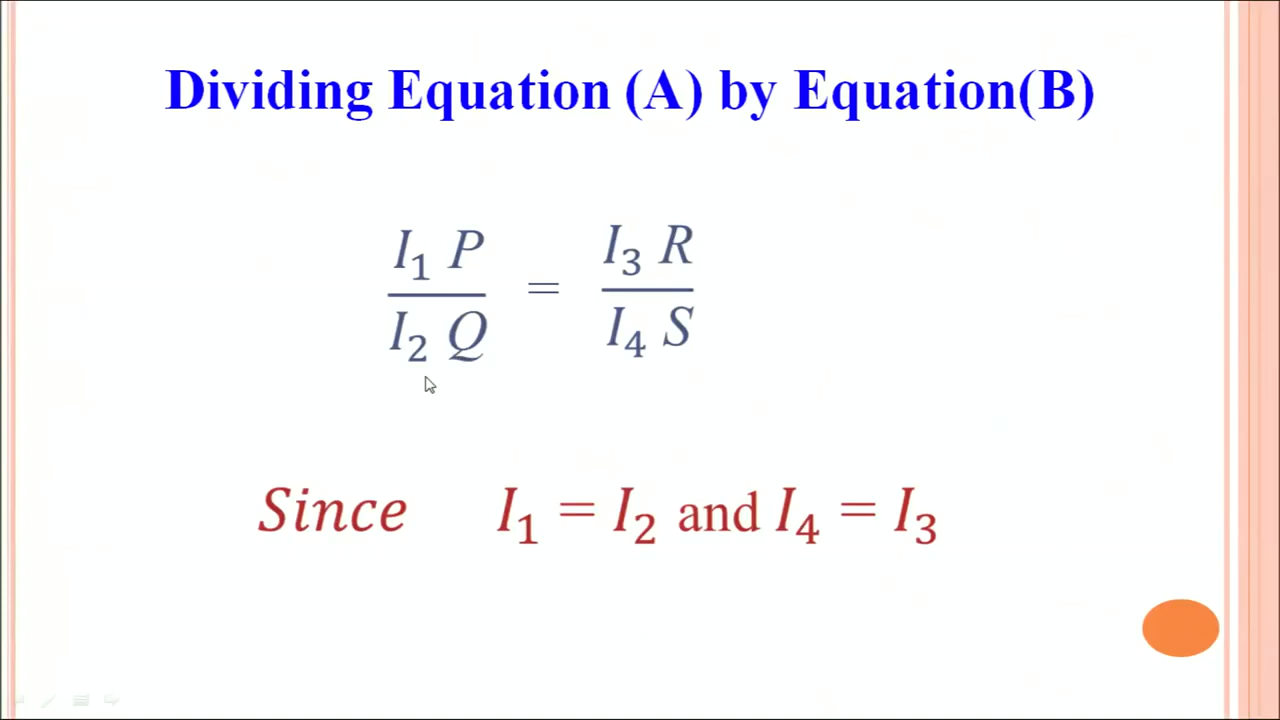 Dividing Equation (A) by Equation(B)
I₁ P / I₂ Q = I₃ R / I₄ S
Since I₁ = I₂ and I₄ = I₃